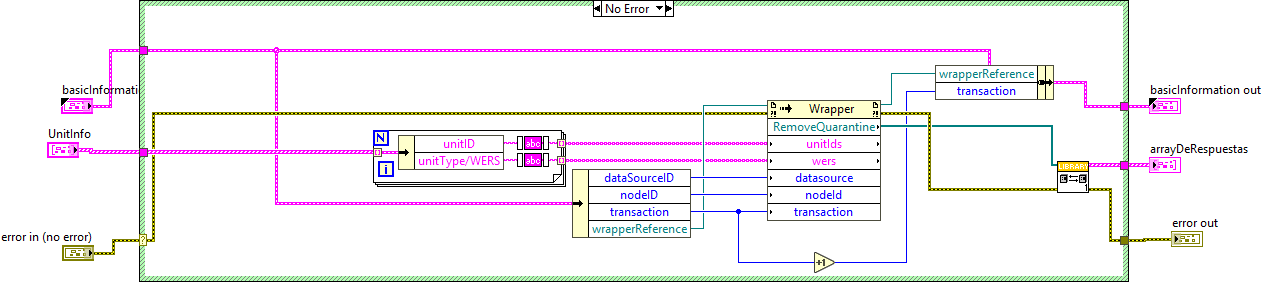 No Error
basicInformati
UnitInfo
error in (no error)
N
i
unitID
unitType/WERS
abc
abc
dataSourceID
nodeID
transaction
wrapperReference
Wrapper
RemoveQuarantine
unitIds
wers
datasource
nodeId
transaction
+1
wrapperReference
transaction
1
?
basicInformation out
arrayDeRespuestas
error out